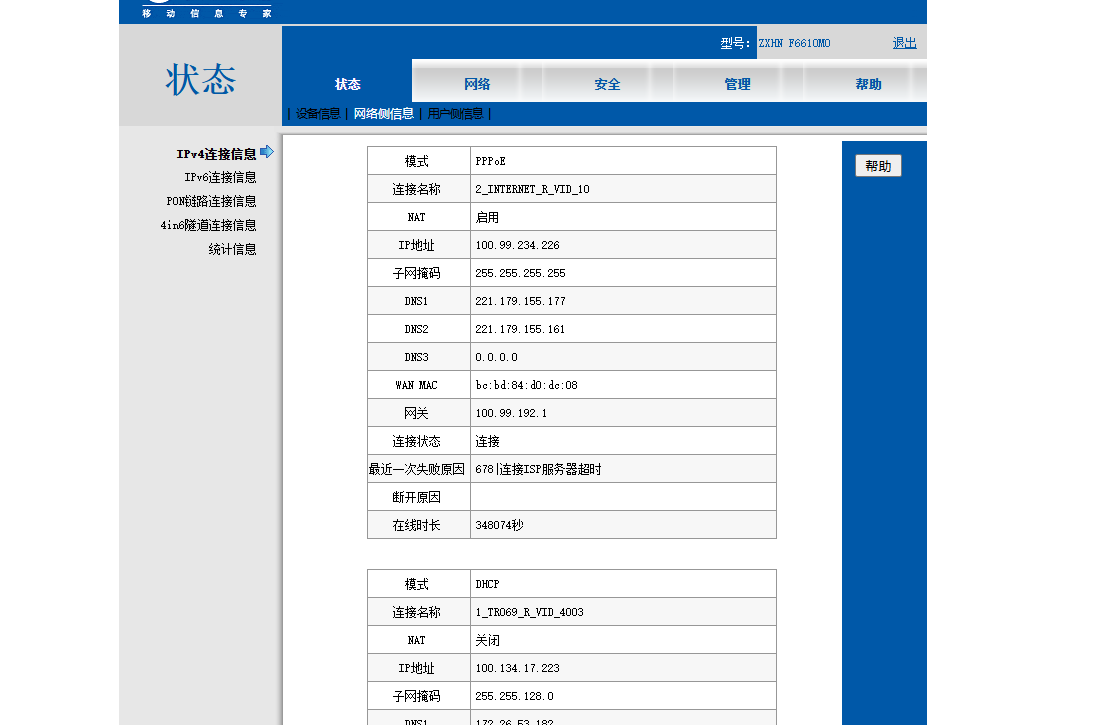 移动信息专家
型号: ZXHN F6610M0 退出
状态
状态 网络 安全 管理 帮助
| 设备信息 | 网络侧信息 | 用户侧信息 |
IPv4连接信息
IPv6连接信息
PON链路连接信息
4in6隧道连接信息
统计信息
帮助
模式 PPPoE
连接名称 2_INTERNET_R_VID_10
NAT 启用
IP地址 100.99.234.226
子网掩码 255.255.255.255
DNS1 221.179.155.177
DNS2 221.179.155.161
DNS3 0.0.0.0
WAN MAC bc:bd:84:d0:dc:08
网关 100.99.192.1
连接状态 连接
最近一次失败原因 678|连接ISP服务器超时
断开原因
在线时长 348074秒
模式 DHCP
连接名称 1_TR069_R_VID_4003
NAT 关闭
IP地址 100.134.17.223
子网掩码 255.255.128.0
DNS1 172.26.53.182